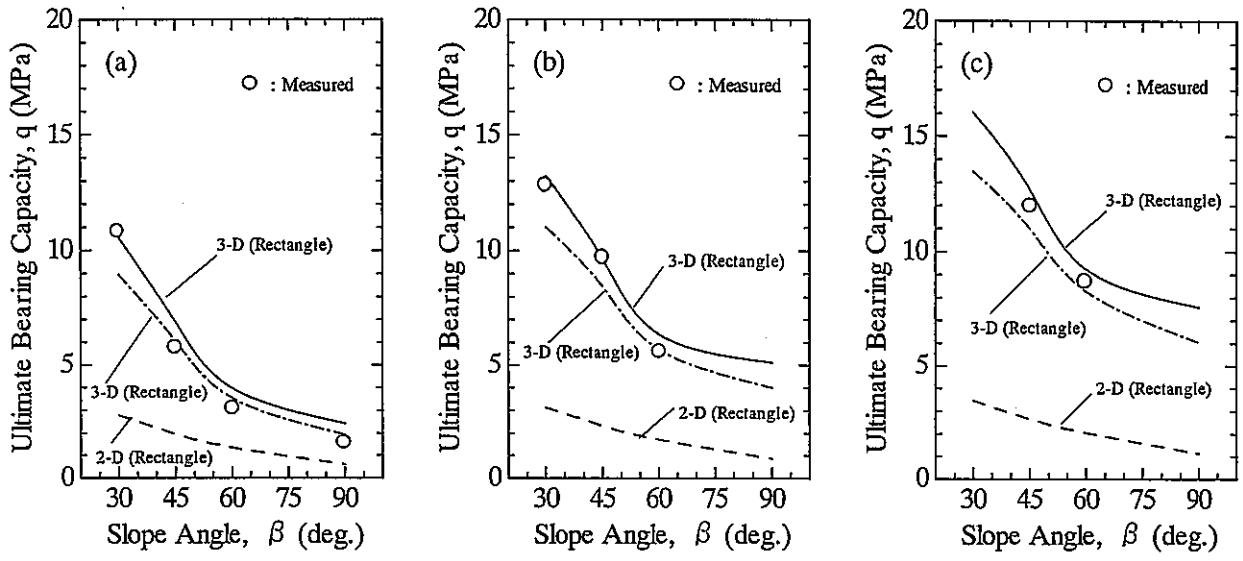 Ultimate Bearing Capacity, q (MPa)
20
15
10
5
0
(a)
: Measured
3-D (Rectangle)
3-D (Rectangle)
2-D (Rectangle)
30 45 60 75 90
Slope Angle, β (deg.)
Ultimate Bearing Capacity, q (MPa)
20
15
10
5
0
(b)
: Measured
3-D (Rectangle)
3-D (Rectangle)
2-D (Rectangle)
30 45 60 75 90
Slope Angle, β (deg.)
Ultimate Bearing Capacity, q (MPa)
20
15
10
5
0
(c)
: Measured
3-D (Rectangle)
3-D (Rectangle)
2-D (Rectangle)
30 45 60 75 90
Slope Angle, β (deg.)